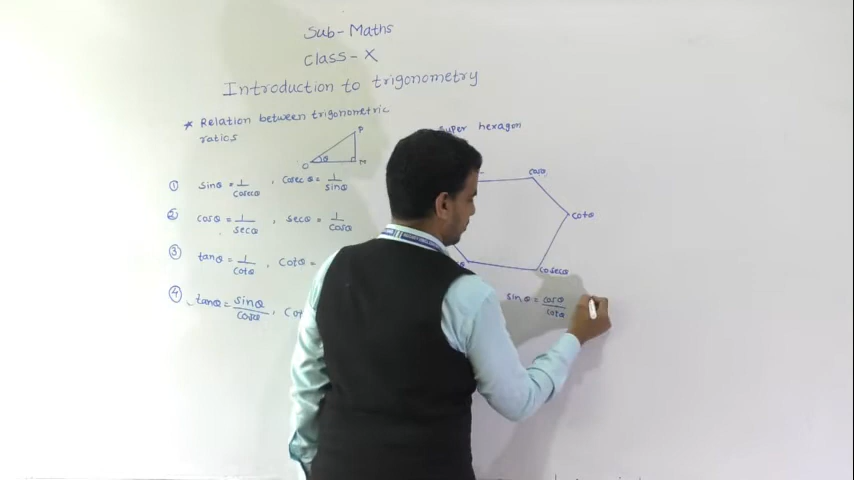 Sub-Maths
Class-X
Introduction to trigonometry
* Relation between trigonometric
ratios
P
O θ M
① sinθ = 1/cosecθ , cosecθ = 1/sinθ
② cosθ = 1/secθ , secθ = 1/cosθ
③ tanθ = 1/cotθ , cotθ =
④ tanθ = sinθ/cosθ , cot
super hexagon
cosθ
cotθ
cosecθ
sinθ = cosθ/cotθ